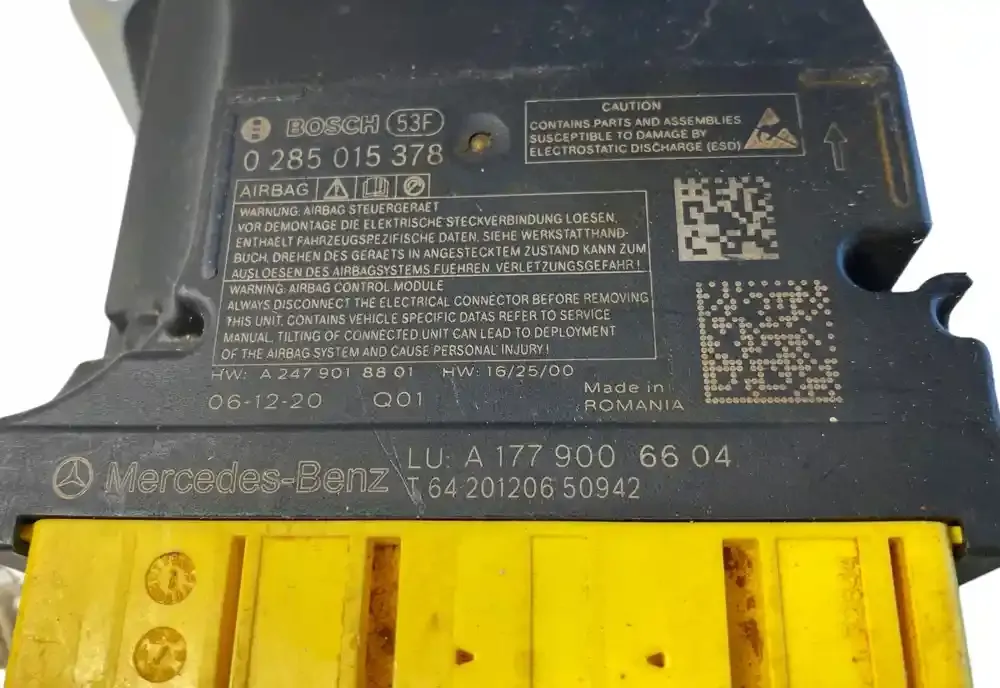 BOSCH 53F
0 285 015 378
AIRBAG
CAUTION
CONTAINS PARTS AND ASSEMBLIES
SUSCEPTIBLE TO DAMAGE BY
ELECTROSTATIC DISCHARGE (ESD)
WARNUNG: AIRBAG STEUERGERAET
VOR DEMONTAGE DIE ELEKTRISCHE STECKVERBINDUNG LOESEN,
ENTHAELT FAHRZEUGSPEZIFISCHE DATEN, SIEHE WERKSTATTHAND-
BUCH, DREHEN DES GERAETS IN ANGESTECKTEM ZUSTAND KANN ZUM
AUSLOESEN DES AIRBAGSYSTEMS FUEHREN. VERLETZUNGSGEFAHR!
WARNING: AIRBAG CONTROL MODULE
ALWAYS DISCONNECT THE ELECTRICAL CONNECTOR BEFORE REMOVING
THIS UNIT. CONTAINS VEHICLE SPECIFIC DATAS REFER TO SERVICE
MANUAL. TILTING OF CONNECTED UNIT CAN LEAD TO DEPLOYMENT
OF THE AIRBAG SYSTEM AND CAUSE PERSONAL INJURY!
HW: A 247 901 88 01 HW: 16/25/00
06-12-20 Q01
Made in
ROMANIA
Mercedes-Benz
LU: A 177 900 66 04
T 64 201206 50942